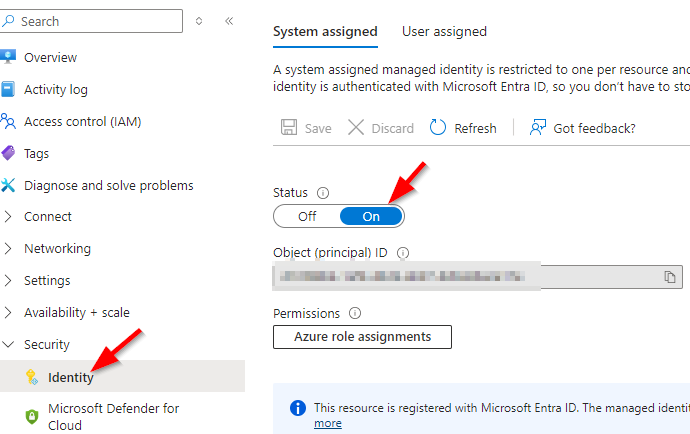 Search
Overview
Activity log
Access control (IAM)
Tags
Diagnose and solve problems
Connect
Networking
Settings
Availability + scale
Security
Identity
Microsoft Defender for
Cloud
System assigned
User assigned
A system assigned managed identity is restricted to one per resource and
identity is authenticated with Microsoft Entra ID, so you don't have to sto
Save
Discard
Refresh
Got feedback?
Status
Off
On
Object (principal) ID
Permissions
Azure role assignments
This resource is registered with Microsoft Entra ID. The managed identit
more